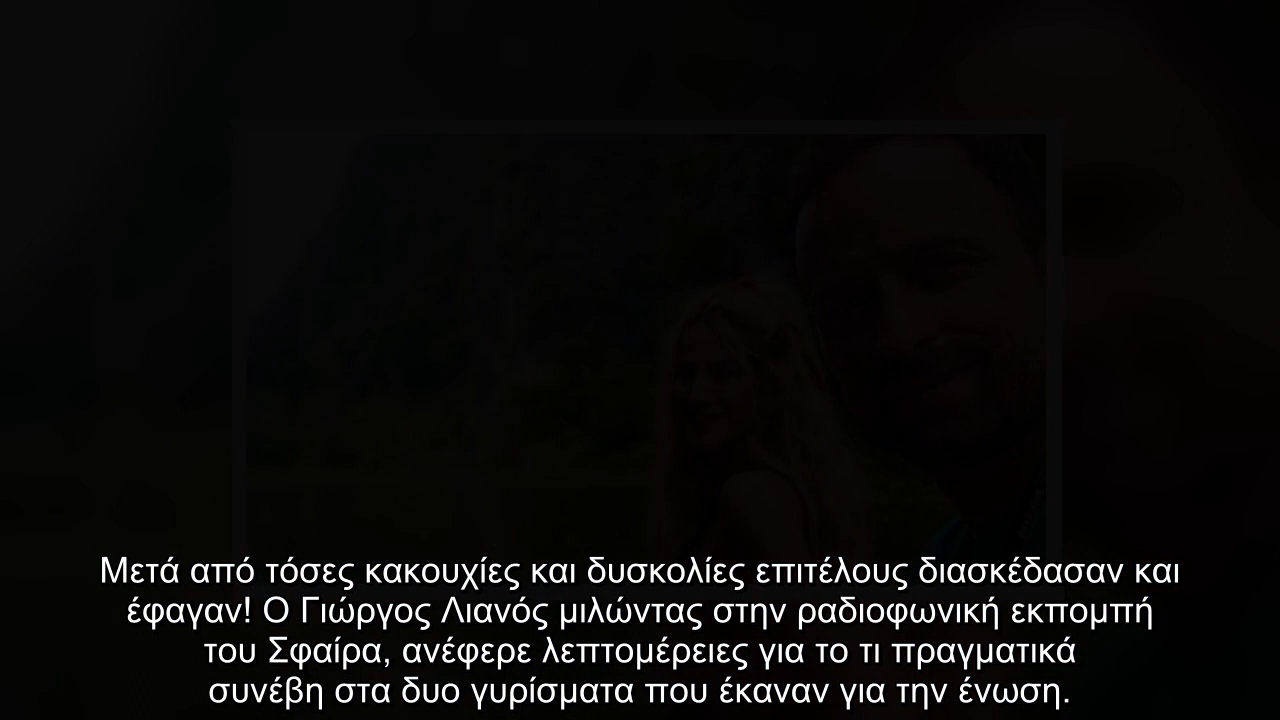 Μετά από τόσες κακουχίες και δυσκολίες επιτέλους διασκέδασαν και
έφαγαν! Ο Γιώργος Λιανός μιλώντας στην ραδιοφωνική εκπομπή
του Σφαίρα, ανέφερε λεπτομέρειες για το τι πραγματικά
συνέβη στα δυο γυρίσματα που έκαναν για την ένωση.